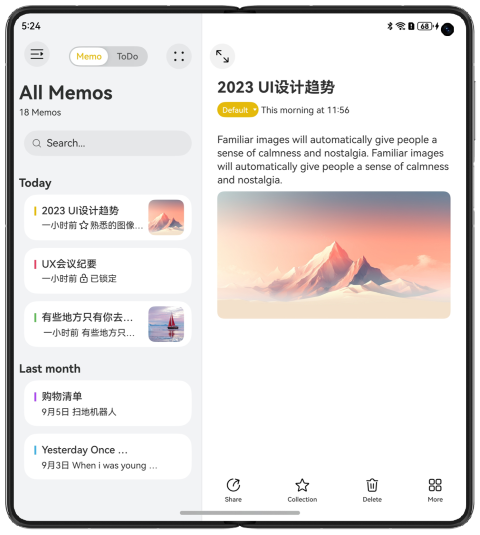 5:24
68
Memo
ToDo
All Memos
18 Memos
Search...
Today
2023 UI设计趋势
一小时前 熟悉的图像...
UX会议纪要
一小时前 已锁定
有些地方只有你去...
一小时前 有些地方只...
Last month
购物清单
9月5日 扫地机器人
Yesterday Once ...
9月3日 When i was young ...
2023 UI设计趋势
Default
This morning at 11:56
Familiar images will automatically give people a
sense of calmness and nostalgia. Familiar images
will automatically give people a sense of calmness
and nostalgia.
Share
Collection
Delete
More